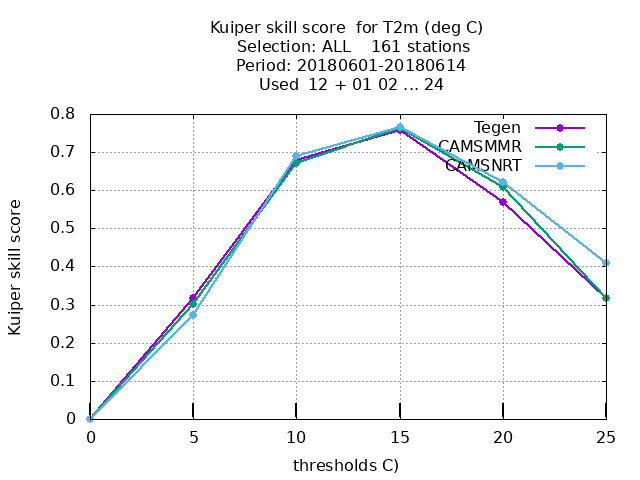 Kuiper skill score for T2m (deg C)
Selection: ALL 161 stations
Period: 20180601-20180614
Used 12 + 01 02 ... 24
Kuiper skill score
0.8
0.7
0.6
0.5
0.4
0.3
0.2
0.1
0
Tegen
CAMSMMR
CAMSNRT
0 5 10 15 20 25
thresholds C)